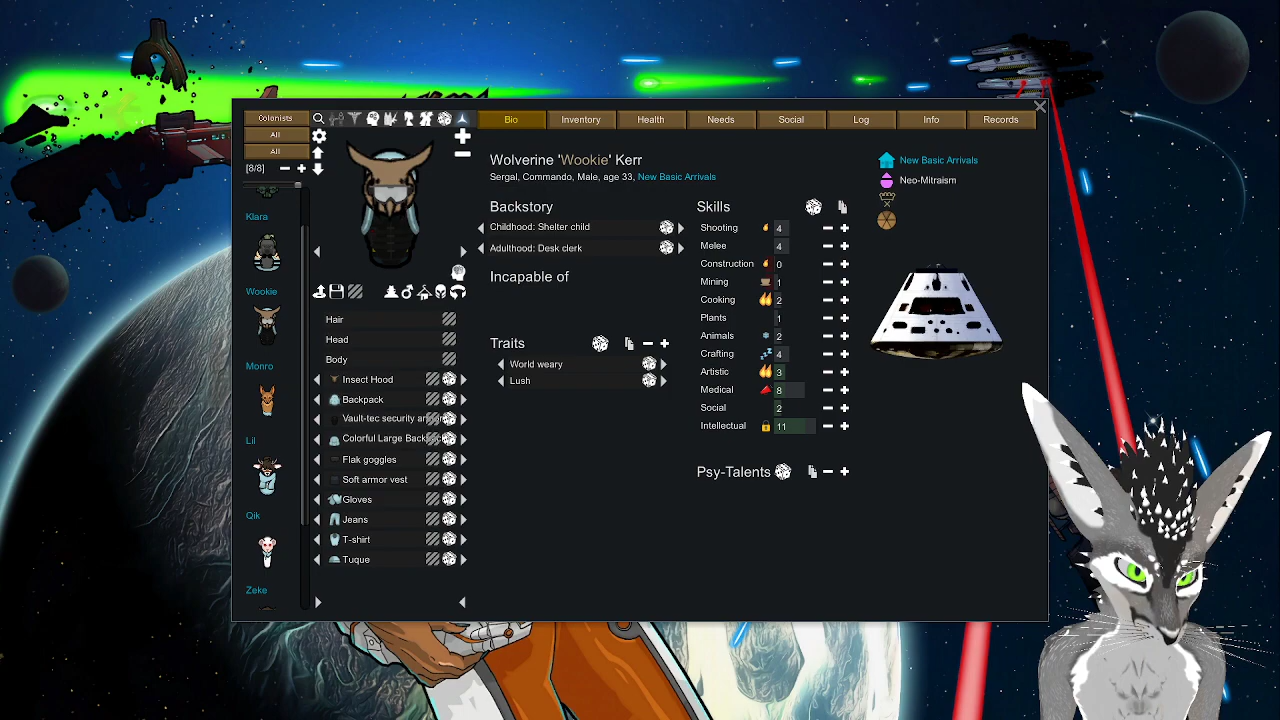 Colonists
All
All
[8/8]
Klara
Wookie
Monro
Lil
Qik
Zeke
Bio
Inventory
Health
Needs
Social
Log
Info
Records
Wolverine 'Wookie' Kerr
Sergal, Commando, Male, age 33, New Basic Arrivals
New Basic Arrivals
Neo-Mitraism
Backstory
Childhood: Shelter child
Adulthood: Desk clerk
Incapable of
Traits
World weary
Lush
Skills
Shooting 4
Melee 4
Construction 0
Mining 1
Cooking 2
Plants 1
Animals 2
Crafting 4
Artistic 3
Medical 8
Social 2
Intellectual 11
Psy-Talents
Hair
Head
Body
Insect Hood
Backpack
Vault-tec security
Colorful Large
Flak goggles
Soft armor vest
Gloves
Jeans
T-shirt
Tuque